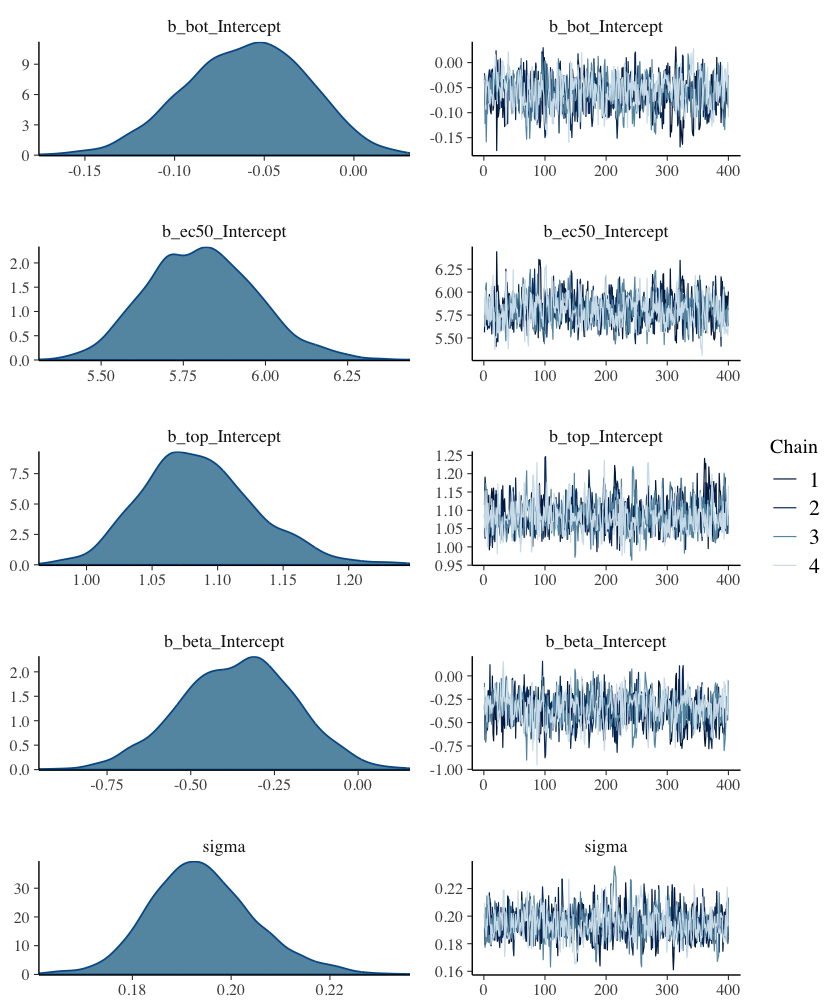 b_bot_Intercept b_bot_Intercept
9 0.00
6 -0.05
3 -0.10
0 -0.15
-0.15 -0.10 -0.05 0.00 0 100 200 300 400
b_ec50_Intercept b_ec50_Intercept
2.0 6.25
1.5 6.00
1.0 5.75
0.5 5.50
0.0
5.50 5.75 6.00 6.25 0 100 200 300 400
b_top_Intercept b_top_Intercept
7.5 1.25
5.0 1.20
2.5 1.15
0.0 1.10
1.05
1.00
0.95
1.00 1.05 1.10 1.15 1.20 0 100 200 300 400
Chain
1
2
3
4
b_beta_Intercept b_beta_Intercept
2.0 0.00
1.5 -0.25
1.0 -0.50
0.5 -0.75
0.0 -1.00
-0.75 -0.50 -0.25 0.00 0 100 200 300 400
sigma sigma
30 0.22
20 0.20
10 0.18
0 0.16
0.18 0.20 0.22 0 100 200 300 400